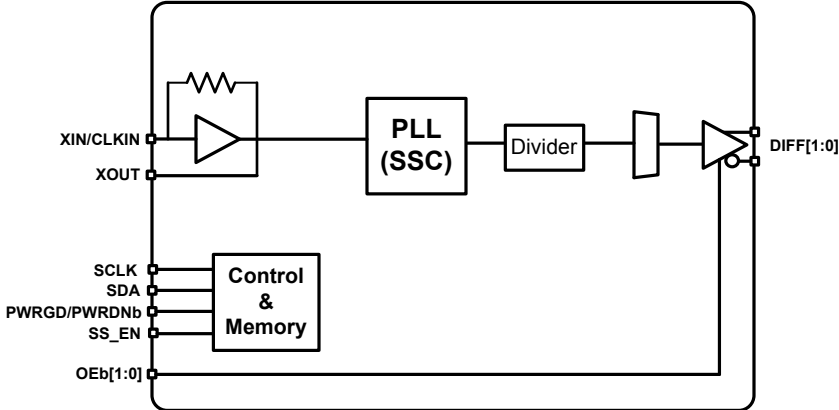 XIN/CLKIN
XOUT
PLL
(SSC)
Divider
DIFF[1:0]
SCLK
SDA
PWRGD/PWRDNb
SS_EN
Control
&
Memory
OEb[1:0]